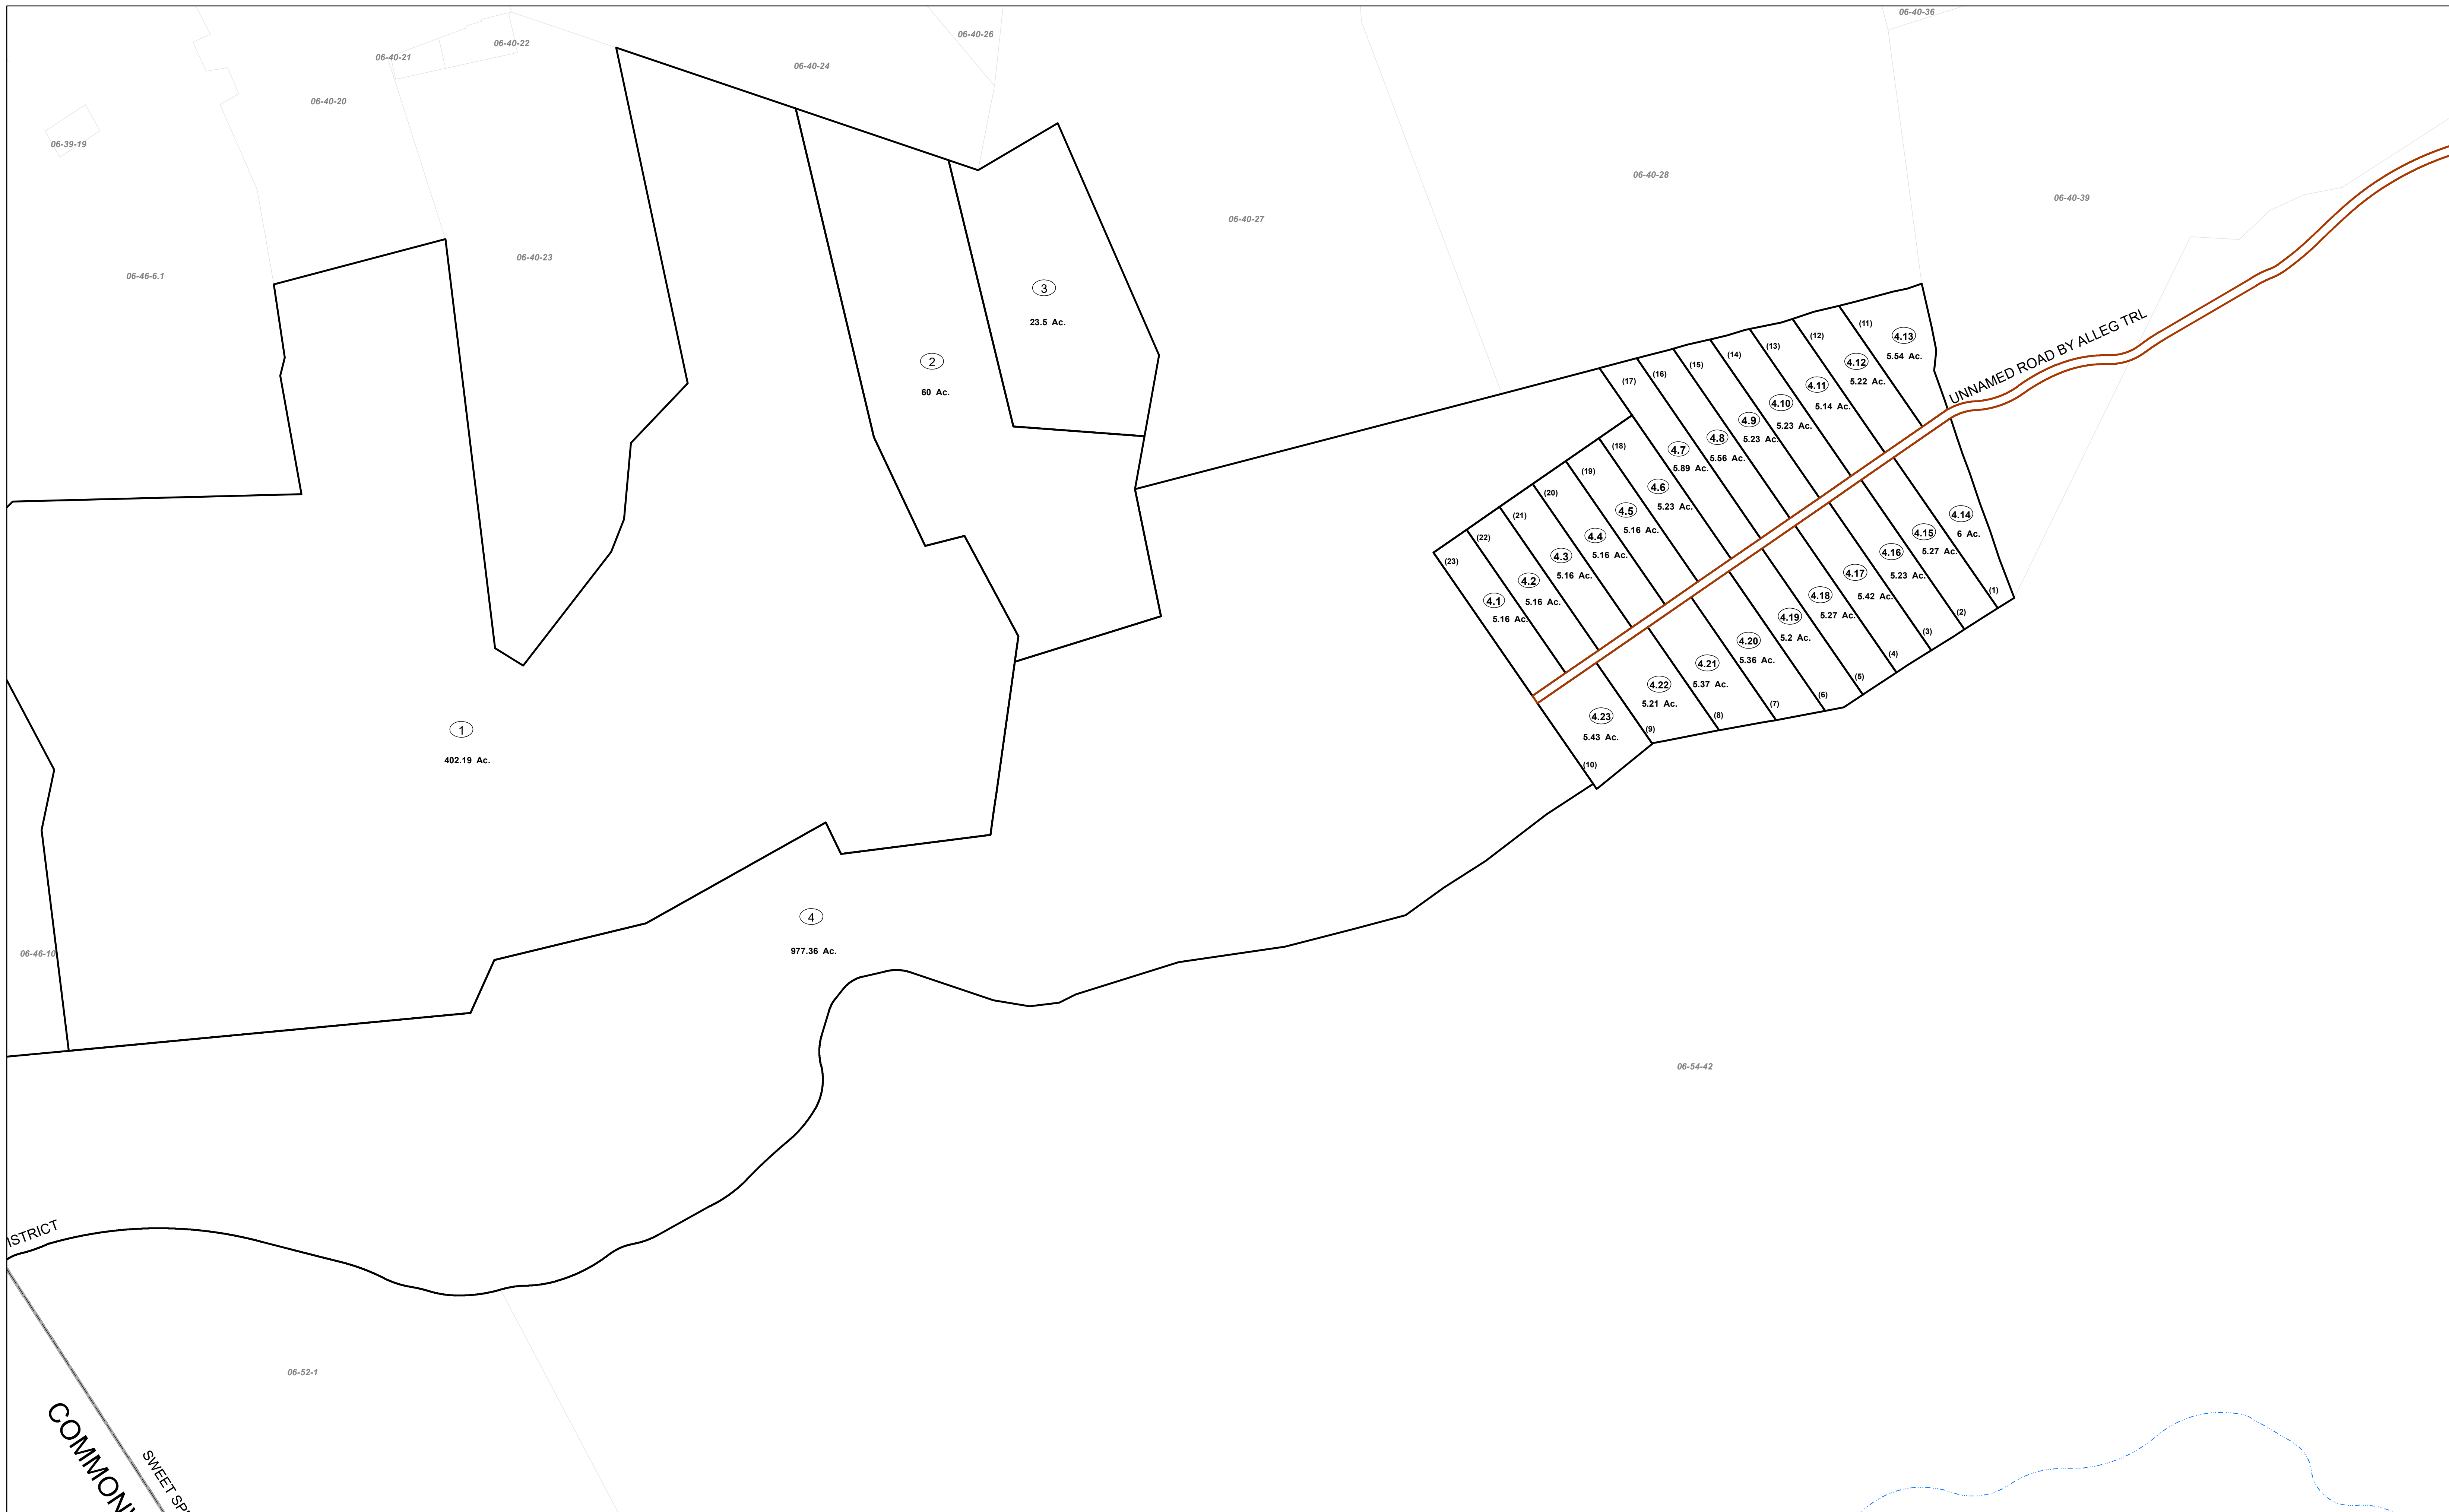 06-40-36
06-40-26
06-40-22
06-40-21
06-40-24
06-40-20
06-39-19
06-40-28
06-40-39
06-40-27
06-40-23
06-46-6.1
3
23.5 Ac.
2
60 Ac.
UNNAMED ROAD BY ALLEG TRL
(11)
4.13
5.54 Ac.
(12)
4.12
5.22 Ac.
(13)
4.11
5.14 Ac.
(14)
4.10
5.23 Ac.
(15)
4.9
5.23 Ac.
(16)
4.8
5.56 Ac.
(17)
4.7
5.89 Ac.
(18)
4.6
5.23 Ac.
(19)
4.5
5.16 Ac.
(20)
4.4
5.16 Ac.
(21)
4.3
5.16 Ac.
(22)
4.2
5.16 Ac.
(23)
4.1
5.16 Ac.
4.14
6 Ac.
(1)
4.15
5.27 Ac.
(2)
4.16
5.23 Ac.
(3)
4.17
5.42 Ac.
(4)
4.18
5.27 Ac.
(5)
4.19
5.2 Ac.
(6)
4.20
5.36 Ac.
(7)
4.21
5.37 Ac.
(8)
4.22
5.21 Ac.
(9)
4.23
5.43 Ac.
(10)
1
402.19 Ac.
4
977.36 Ac.
06-46-10
06-54-42
ISTRICT
06-52-1
COMMON
SWEET SP